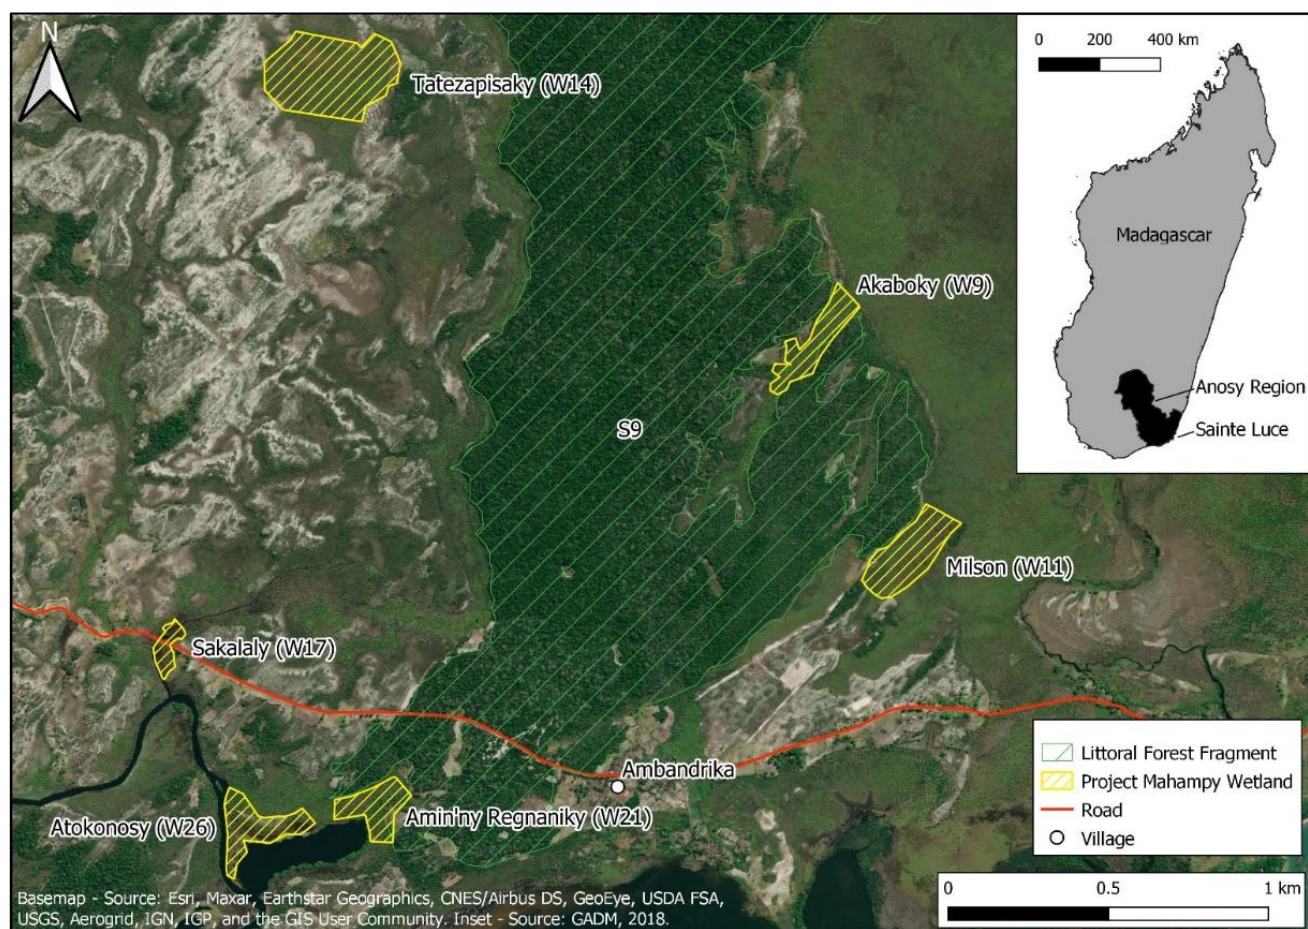 N
Tatezapisaky (W14)
Akaboky (W9)
S9
Milson (W11)
Sakalaly (W17)
Ambandrika
Amin'ny Regnaniky (W21)
Atokonosy (W26)
0 200 400 km
Madagascar
Anosy Region
Sainte Luce
Littoral Forest Fragment
Project Mahampy Wetland
Road
Village
0 0.5 1 km
Basemap - Source: Esri, Maxar, Earthstar Geographics, CNES/Airbus DS, GeoEye, USDA FSA,
USGS, Aerogrid, IGN, IGP, and the GIS User Community. Inset - Source: GADM, 2018.